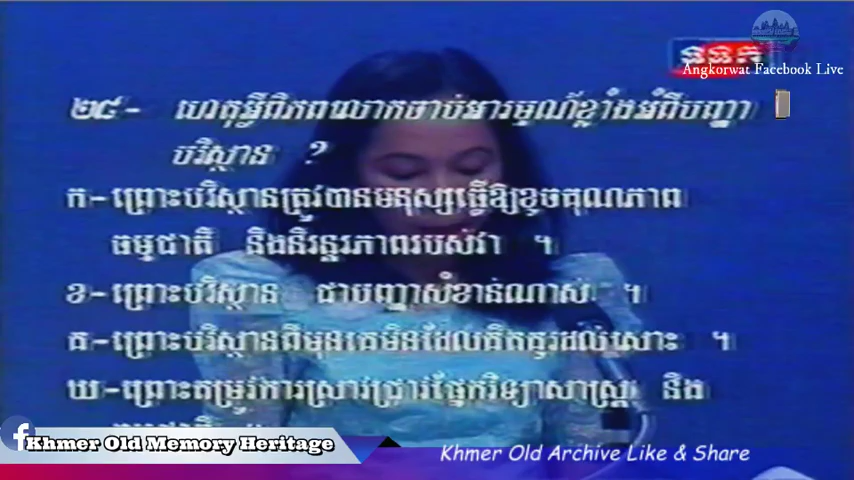 ទទក
Angkorwat Facebook Live
២៨- ហេតុអ្វីពិភពលោកចាប់អារម្មណ៍ខ្លាំងអំពីបញ្ហា
បរិស្ថាន ?
ក-ព្រោះបរិស្ថានត្រូវបានមនុស្សធ្វើឱ្យខូចគុណភាព
ធម្មជាតិ និងនិរន្តរភាពរបស់វា ។
ខ-ព្រោះបរិស្ថាន ជាបញ្ហាសំខាន់ណាស់ ។
គ-ព្រោះបរិស្ថានពីមុនគេមិនដែលគិតគូរដល់សោះ ។
ឃ-ព្រោះតម្រូវការស្រាវជ្រាវផ្នែកវិទ្យាសាស្ត្រ និង
Khmer Old Memory Heritage
Khmer Old Archive Like & Share